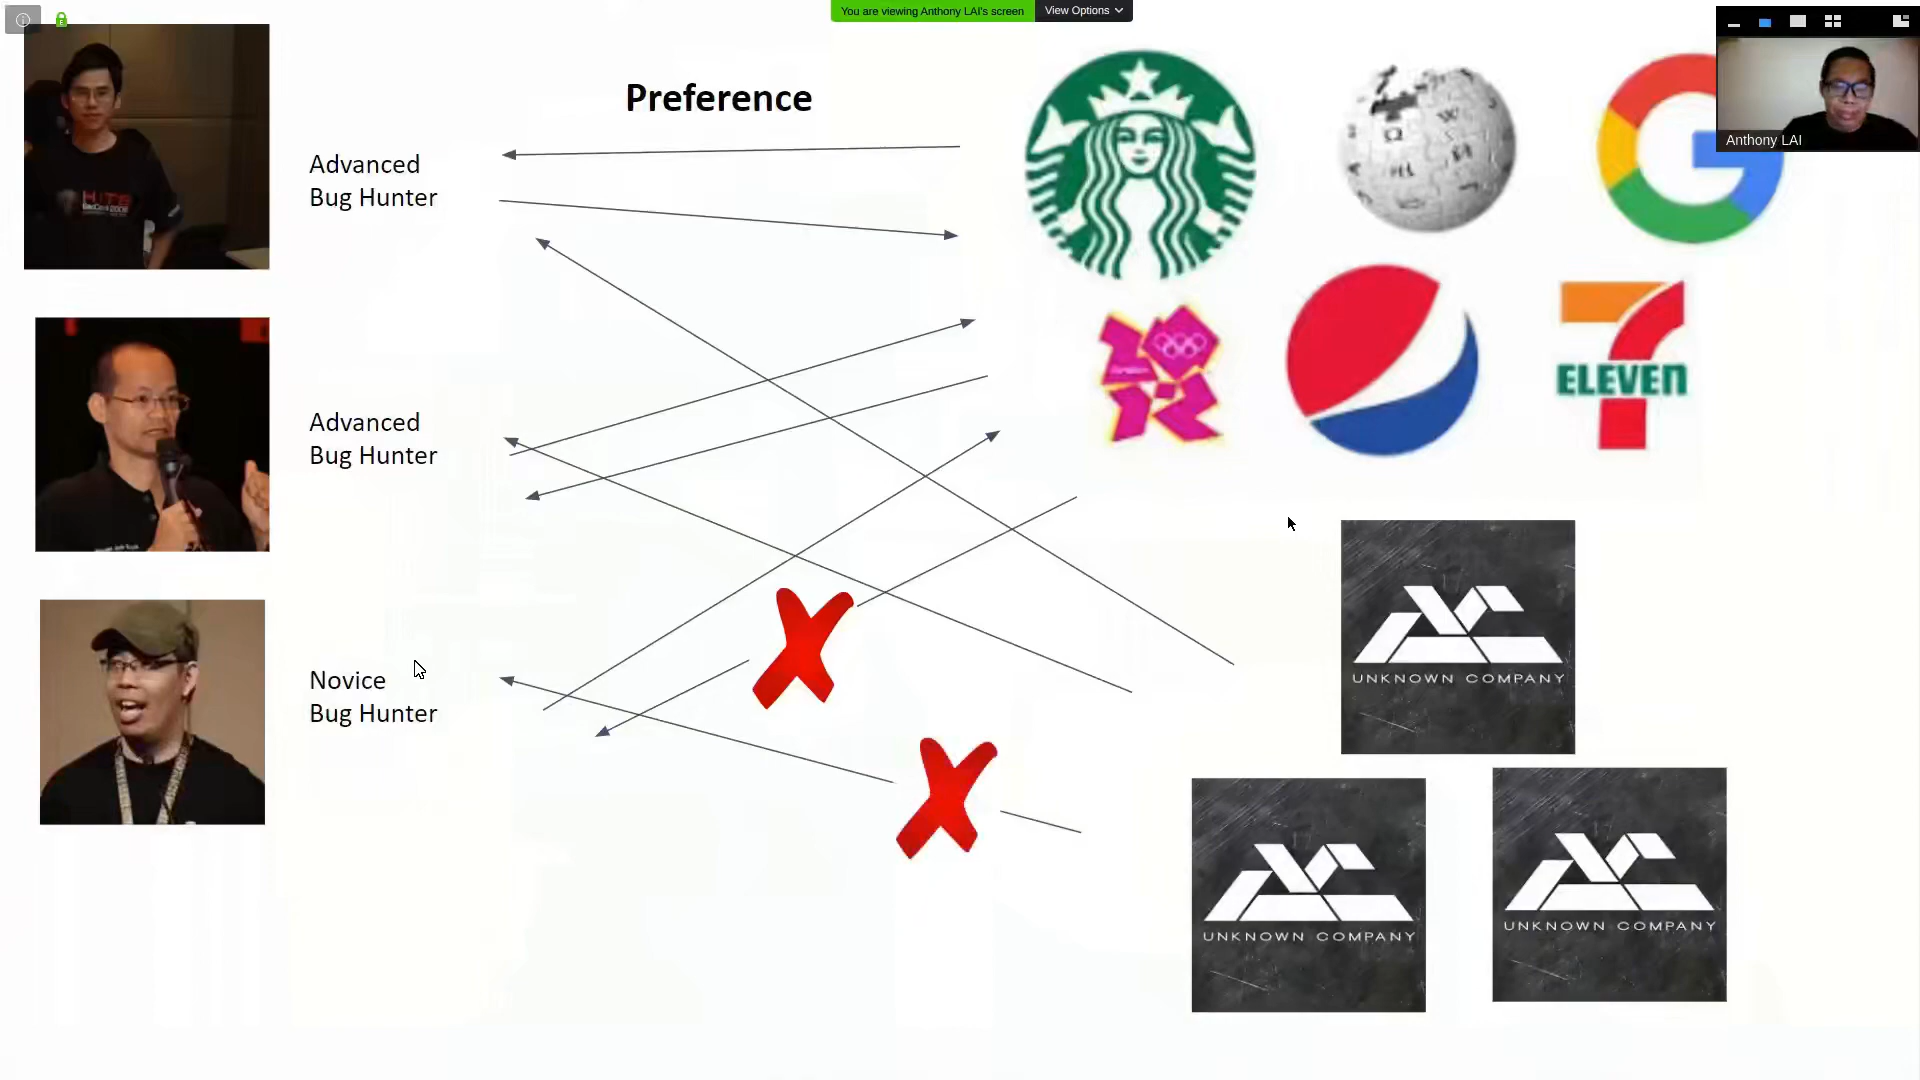 You are viewing Anthony LAI's screen
View Options
Anthony LAI
Preference
Advanced
Bug Hunter
Advanced
Bug Hunter
Novice
Bug Hunter
HITB
ELEVEN
UNKNOWN COMPANY
UNKNOWN COMPANY
UNKNOWN COMPANY